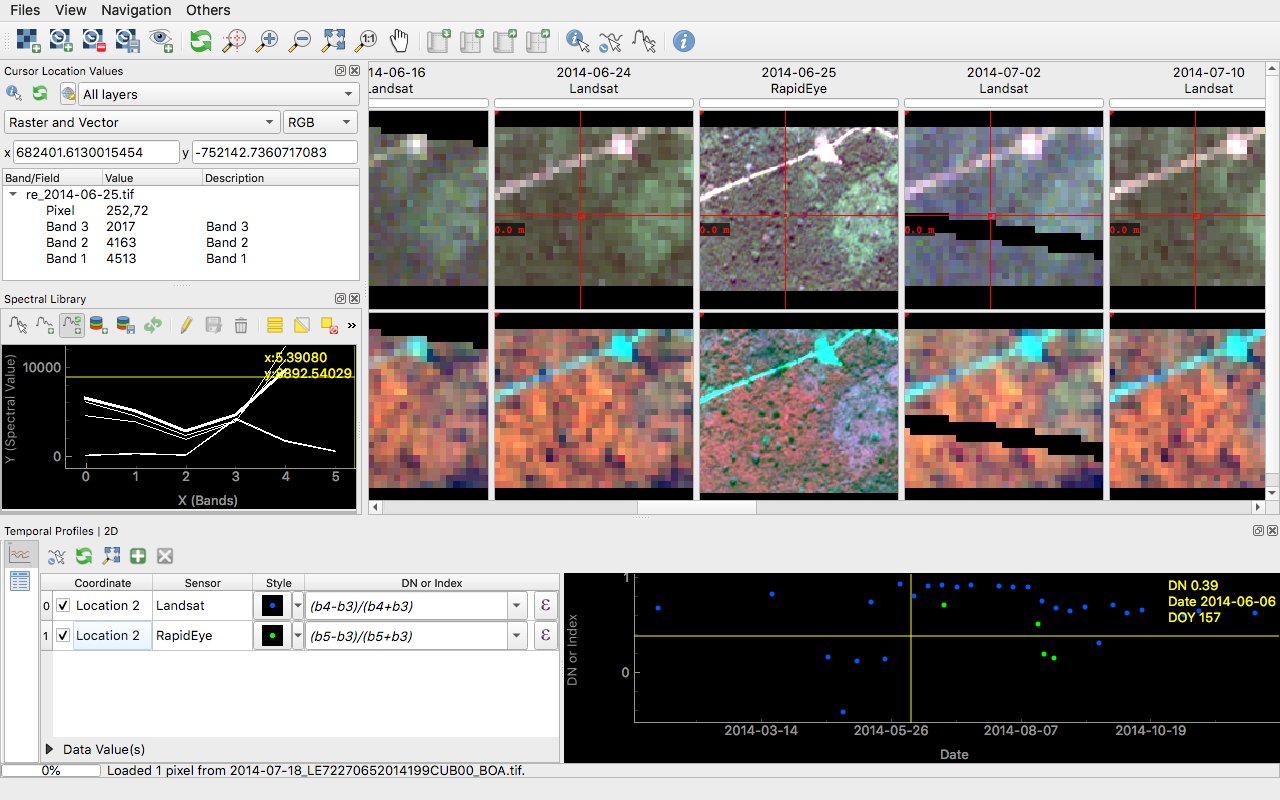 Files View Navigation Others
1:1
Cursor Location Values
All layers
Raster and Vector RGB
x 682401.6130015454 y -752142.7360717083
Band/Field Value Description
re_2014-06-25.tif
Pixel 252,72
Band 3 2017 Band 3
Band 2 4163 Band 2
Band 1 4513 Band 1
Spectral Library
»
x:5.39080
10000
0
0 1 2 3 4 5
Y (Spectral Value)
X (Bands)
14-06-16 2014-06-24 2014-06-25 2014-07-02 2014-07-10
Landsat Landsat RapidEye Landsat Landsat
0.0 m 0.0 m 0.0 m 0.0 m
Temporal Profiles | 2D
Coordinate Sensor Style DN or Index
0 Location 2 Landsat (b4-b3)/(b4+b3) ε
1 Location 2 RapidEye (b5-b3)/(b5+b3) ε
Data Value(s)
DN or Index
1
0
DN 0.39
Date 2014-06-06
DOY 157
2014-03-14 2014-05-26 2014-08-07 2014-10-19
Date
0% Loaded 1 pixel from 2014-07-18_LE72270652014199CUB00_BOA.tif.